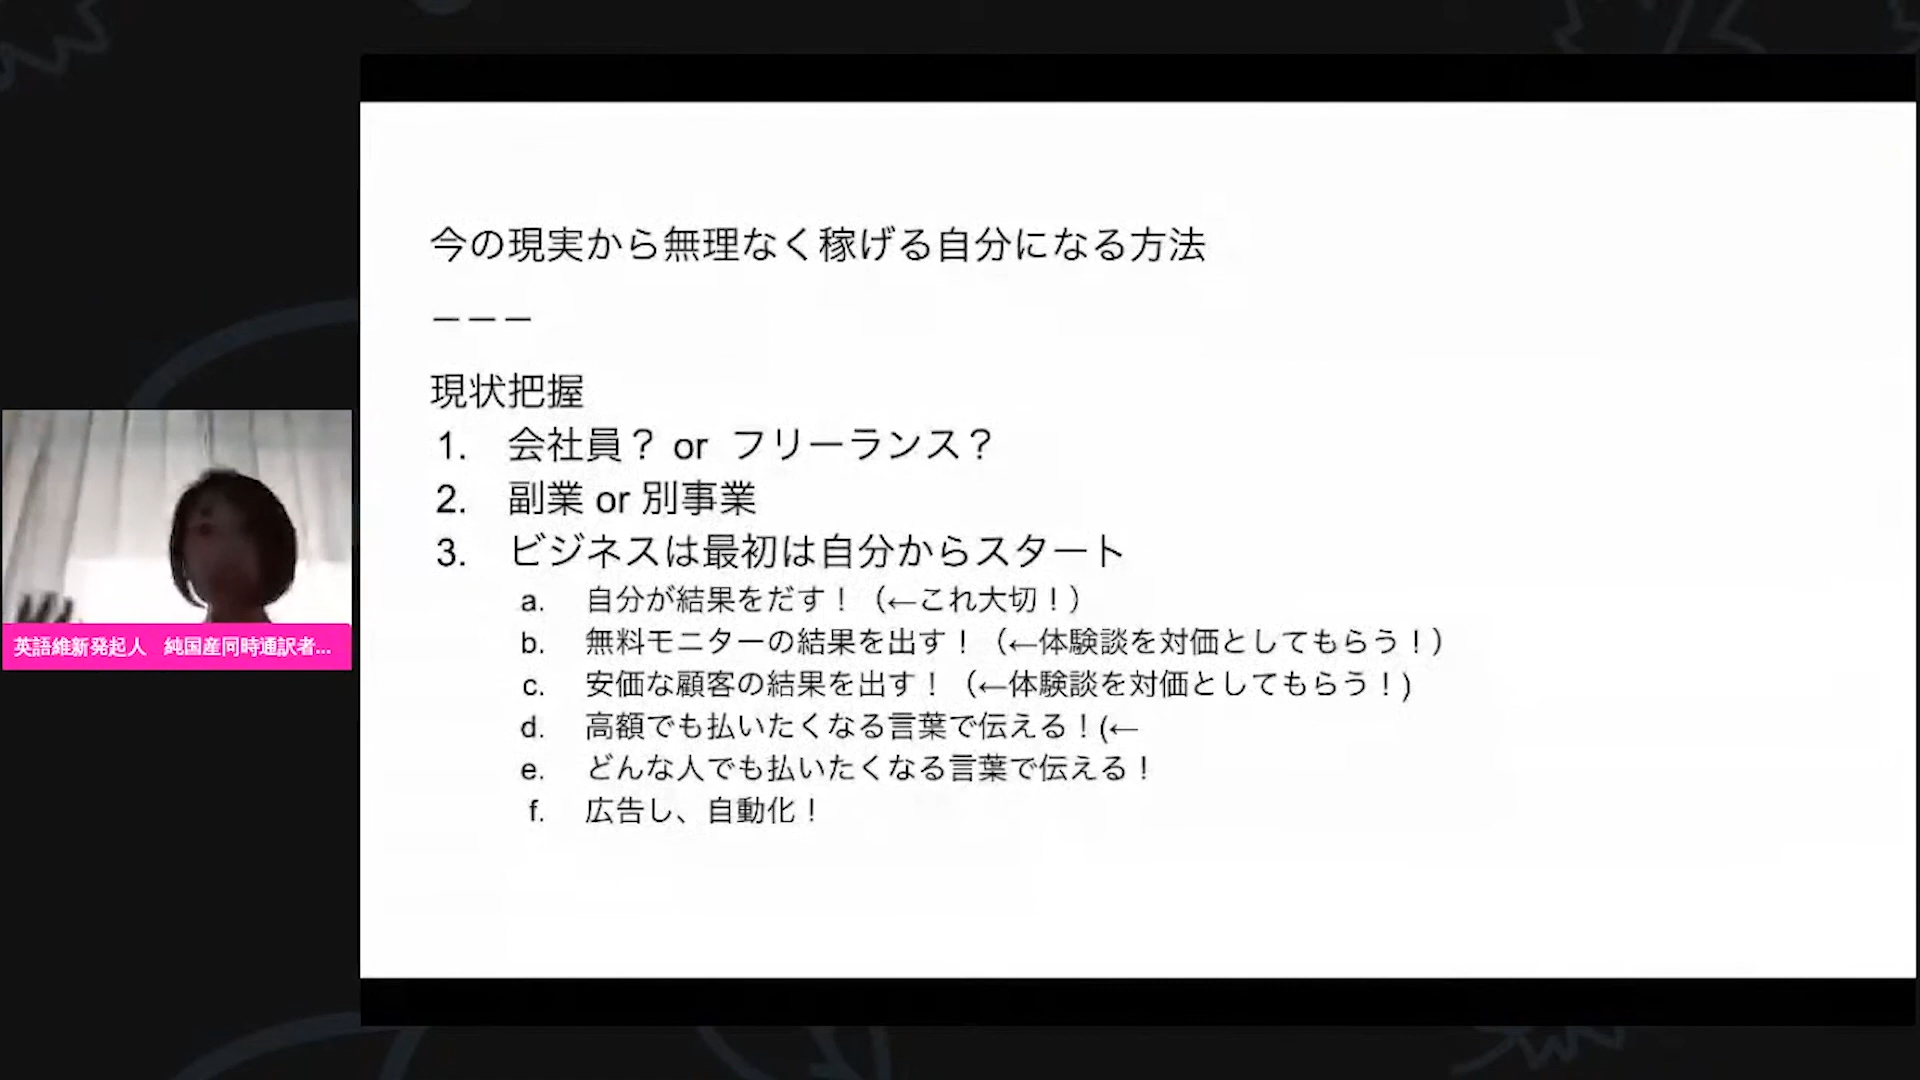 今の現実から無理なく稼げる自分になる方法
ーーー
現状把握
1. 会社員？ or フリーランス？
2. 副業 or 別事業
3. ビジネスは最初は自分からスタート
a. 自分が結果をだす！（←これ大切！）
b. 無料モニターの結果を出す！（←体験談を対価としてもらう！）
c. 安価な顧客の結果を出す！（←体験談を対価としてもらう！)
d. 高額でも払いたくなる言葉で伝える！(←
e. どんな人でも払いたくなる言葉で伝える！
f. 広告し、自動化！
英語維新発起人　純国産同時通訳者...